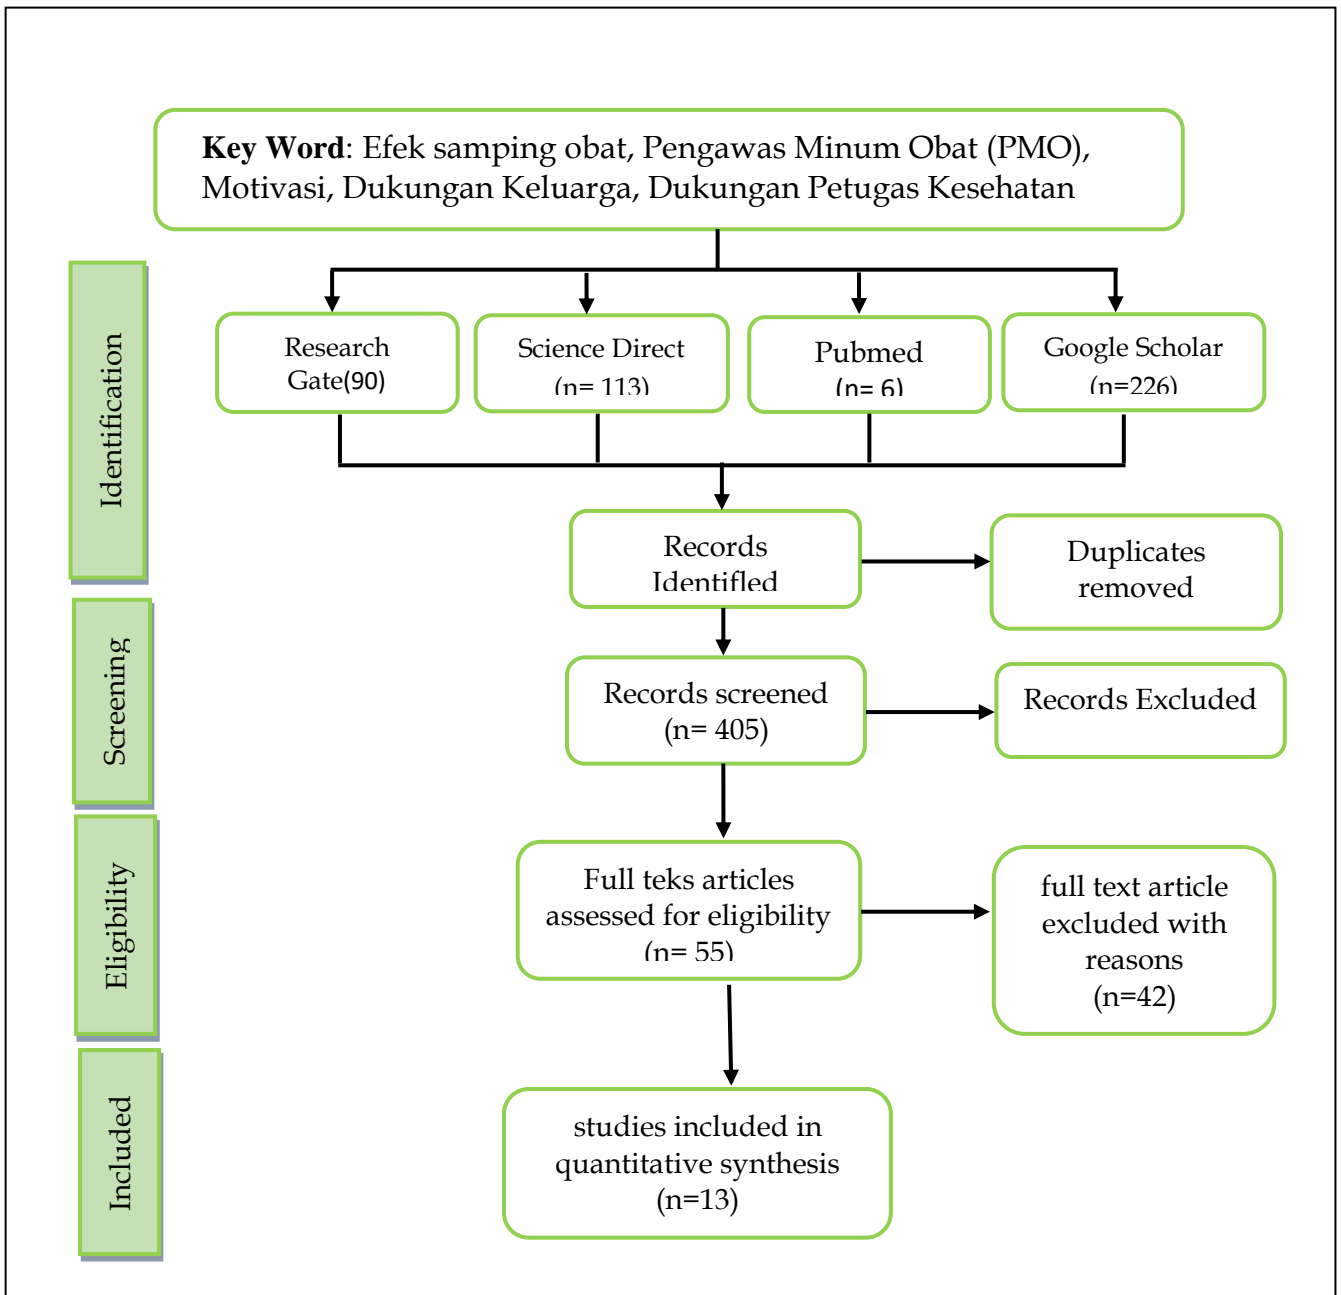 Key Word: Efek samping obat, Pengawas Minum Obat (PMO),
Motivasi, Dukungan Keluarga, Dukungan Petugas Kesehatan
Identification
Research
Gate(90)
Science Direct
(n= 113)
Pubmed
(n= 6)
Google Scholar
(n=226)
Records
Identified
Duplicates
removed
Screening
Records screened
(n= 405)
Records Excluded
Eligibility
Full teks articles
assessed for eligibility
(n= 55)
full text article
excluded with
reasons
(n=42)
Included
studies included in
quantitative synthesis
(n=13)